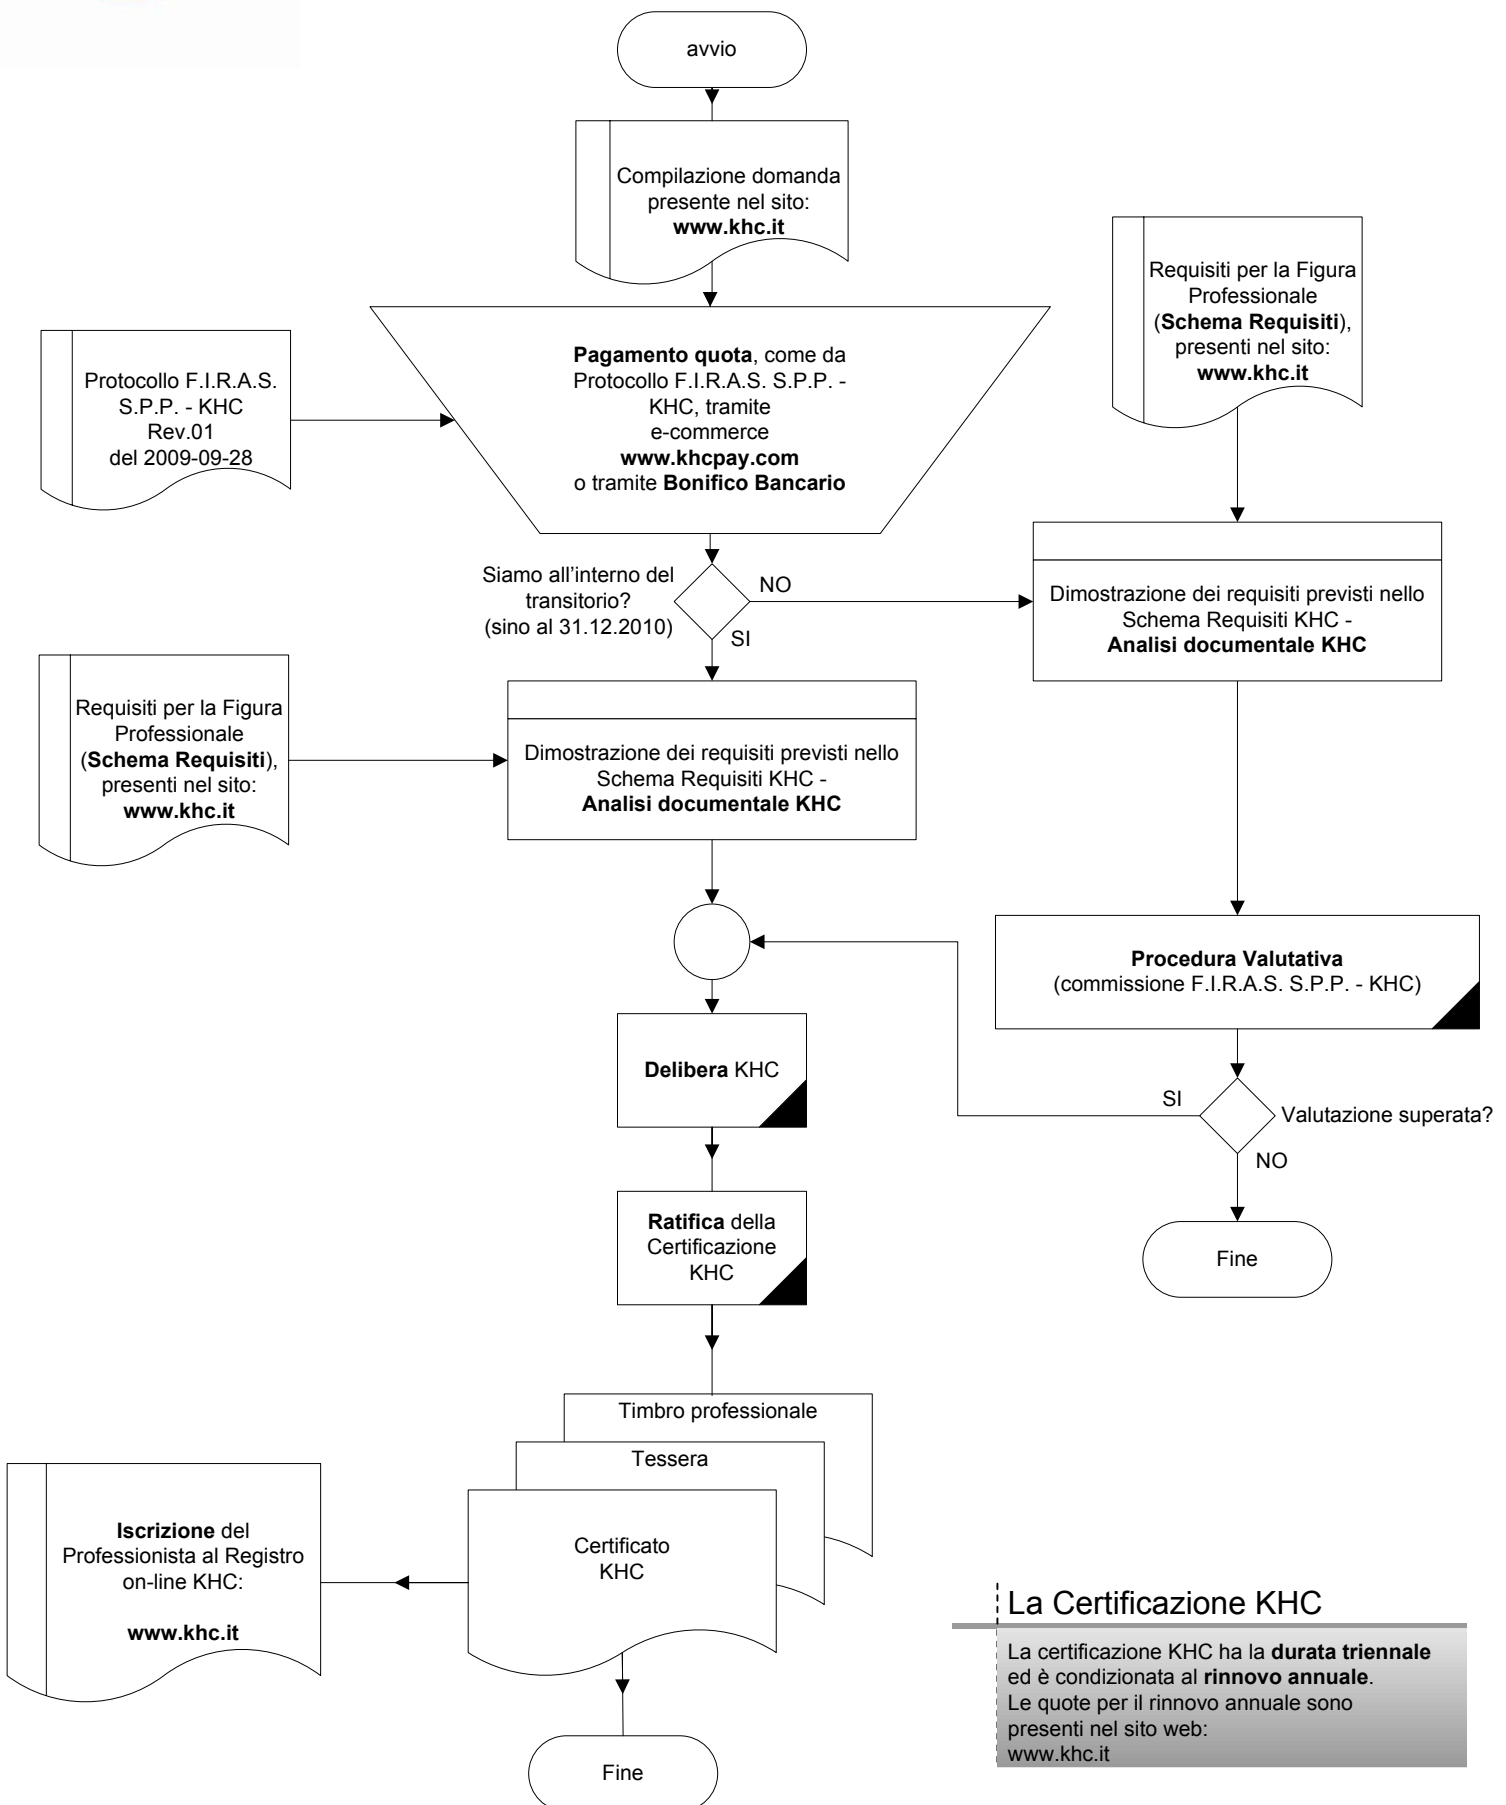 avvio
Compilazione domanda
presente nel sito:
www.khc.it
Requisiti per la Figura
Professionale
(Schema Requisiti),
presenti nel sito:
www.khc.it
Protocollo F.I.R.A.S.
S.P.P. - KHC
Rev.01
del 2009-09-28
Pagamento quota, come da
Protocollo F.I.R.A.S. S.P.P. -
KHC, tramite
e-commerce
www.khcpay.com
o tramite Bonifico Bancario
Siamo all'interno del
transitorio?
(sino al 31.12.2010)
NO
SI
Dimostrazione dei requisiti previsti nello
Schema Requisiti KHC -
Analisi documentale KHC
Requisiti per la Figura
Professionale
(Schema Requisiti),
presenti nel sito:
www.khc.it
Dimostrazione dei requisiti previsti nello
Schema Requisiti KHC -
Analisi documentale KHC
Procedura Valutativa
(commissione F.I.R.A.S. S.P.P. - KHC)
Delibera KHC
SI
Valutazione superata?
NO
Ratifica della
Certificazione
KHC
Fine
Timbro professionale
Tessera
Certificato
KHC
Iscrizione del
Professionista al Registro
on-line KHC:
www.khc.it
Fine
La Certificazione KHC
La certificazione KHC ha la durata triennale
ed è condizionata al rinnovo annuale.
Le quote per il rinnovo annuale sono
presenti nel sito web:
www.khc.it